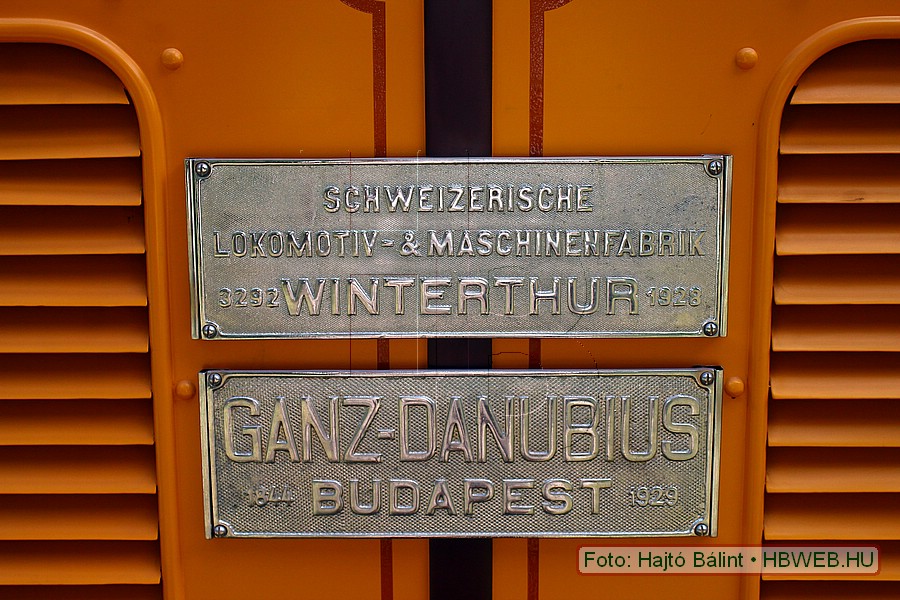 SCHWEIZERISCHE
LOKOMOTIV-&MASCHINENFABRIK
3292 WINTERTHUR 1928
GANZ-DANUBIUS
1844 BUDAPEST 1929
Foto: Hajtó Bálint • HBWEB.HU